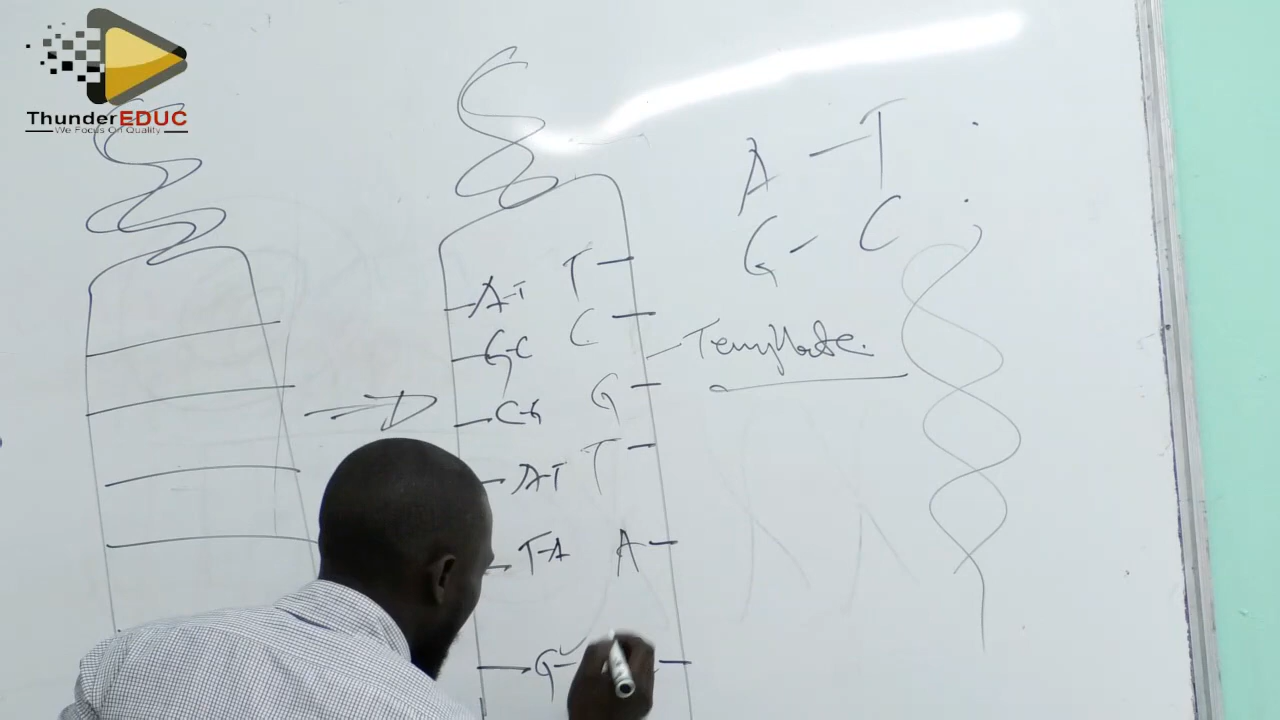 ThunderEDUC
We Focus On Quality
A - T
G - C
A-T T
G-C C
Template.
C-G G
A-T T
T-A A
G-